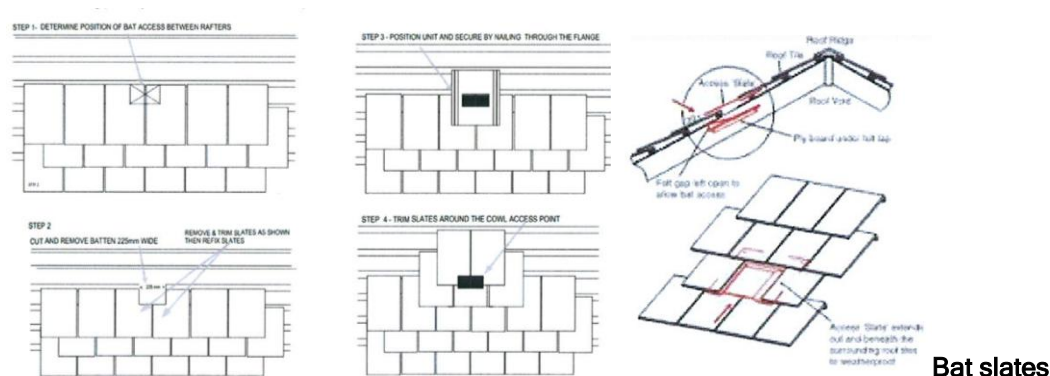 STEP 1- DETERMINE POSITION OF BAT ACCESS BETWEEN RAFTERS
STEP 2
CUT AND REMOVE BATTEN 225mm WIDE
REMOVE & TRIM SLATES AS SHOWN
THEN REFIX SLATES
STEP 3 - POSITION UNIT AND SECURE BY NAILING THROUGH THE FLANGE
STEP 4 - TRIM SLATES AROUND THE COWL ACCESS POINT
Roof Ridge
Roof Tile
Access 'Slate'
Roof Void
Ply board under felt lap
Felt gap left open to
allow bat access
Access 'Slate' extends
out and beneath the
surrounding roof tiles
to weatherproof
Bat slates